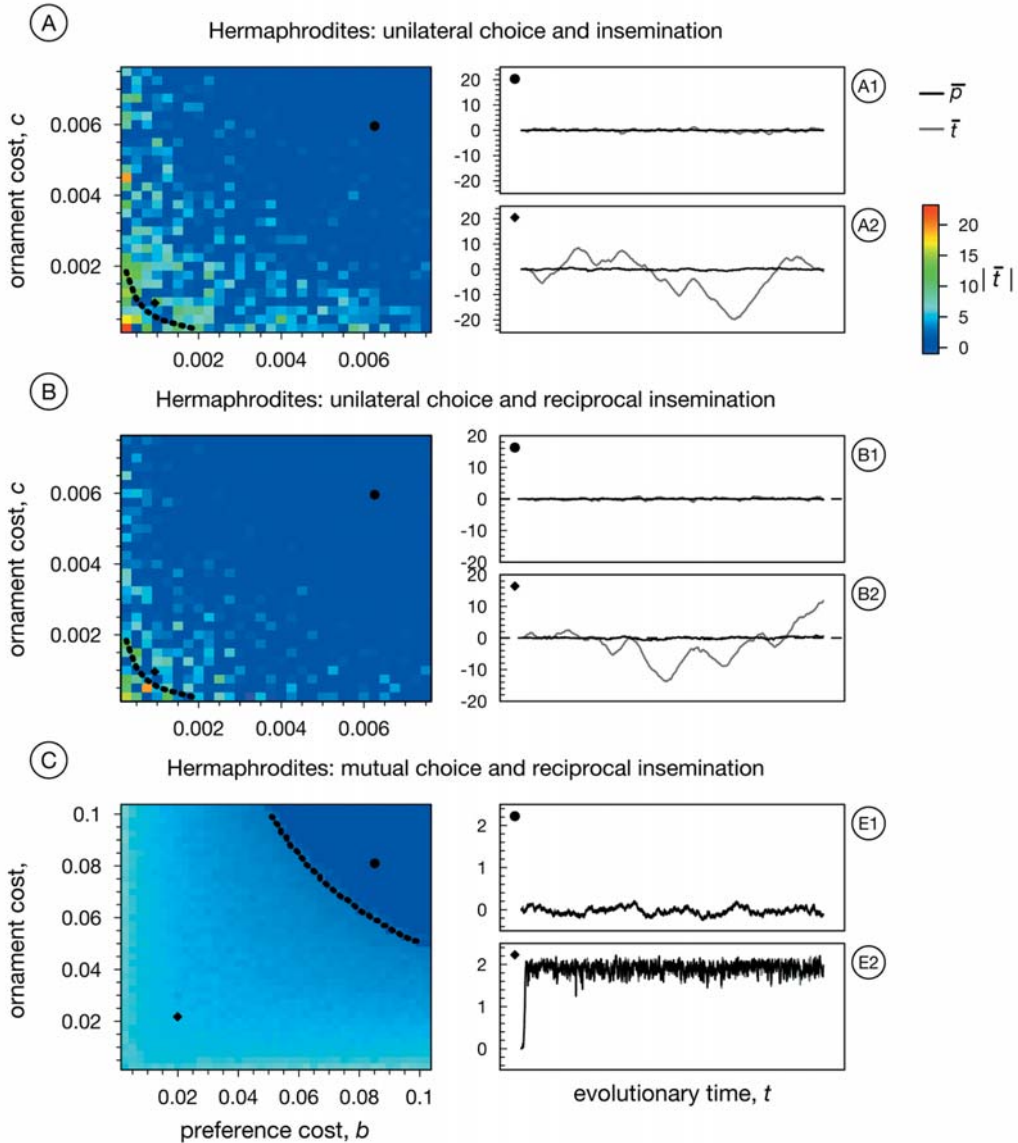 A
Hermaphrodites: unilateral choice and insemination
ornament cost, c
0.006
0.004
0.002
0.002
0.006
20
10
0
-10
-20
A1
20
10
0
-10
-20
A2
p̅
t̅
20
15
10
5
0
| t̅ |
B
Hermaphrodites: unilateral choice and reciprocal insemination
ornament cost, c
0.006
0.004
0.002
0.002
0.006
20
10
0
-10
-20
B1
20
10
0
-10
-20
B2
C
Hermaphrodites: mutual choice and reciprocal insemination
ornament cost,
0.1
0.08
0.06
0.04
0.02
0.02 0.04 0.06 0.08 0.1
preference cost, b
2
1
0
E1
2
1
0
E2
evolutionary time, t